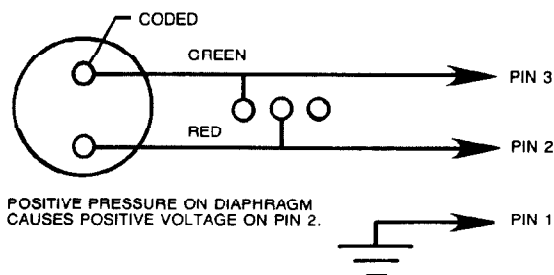 CODED
GREEN
PIN 3
RED
PIN 2
POSITIVE PRESSURE ON DIAPHRAGM
CAUSES POSITIVE VOLTAGE ON PIN 2.
PIN 1